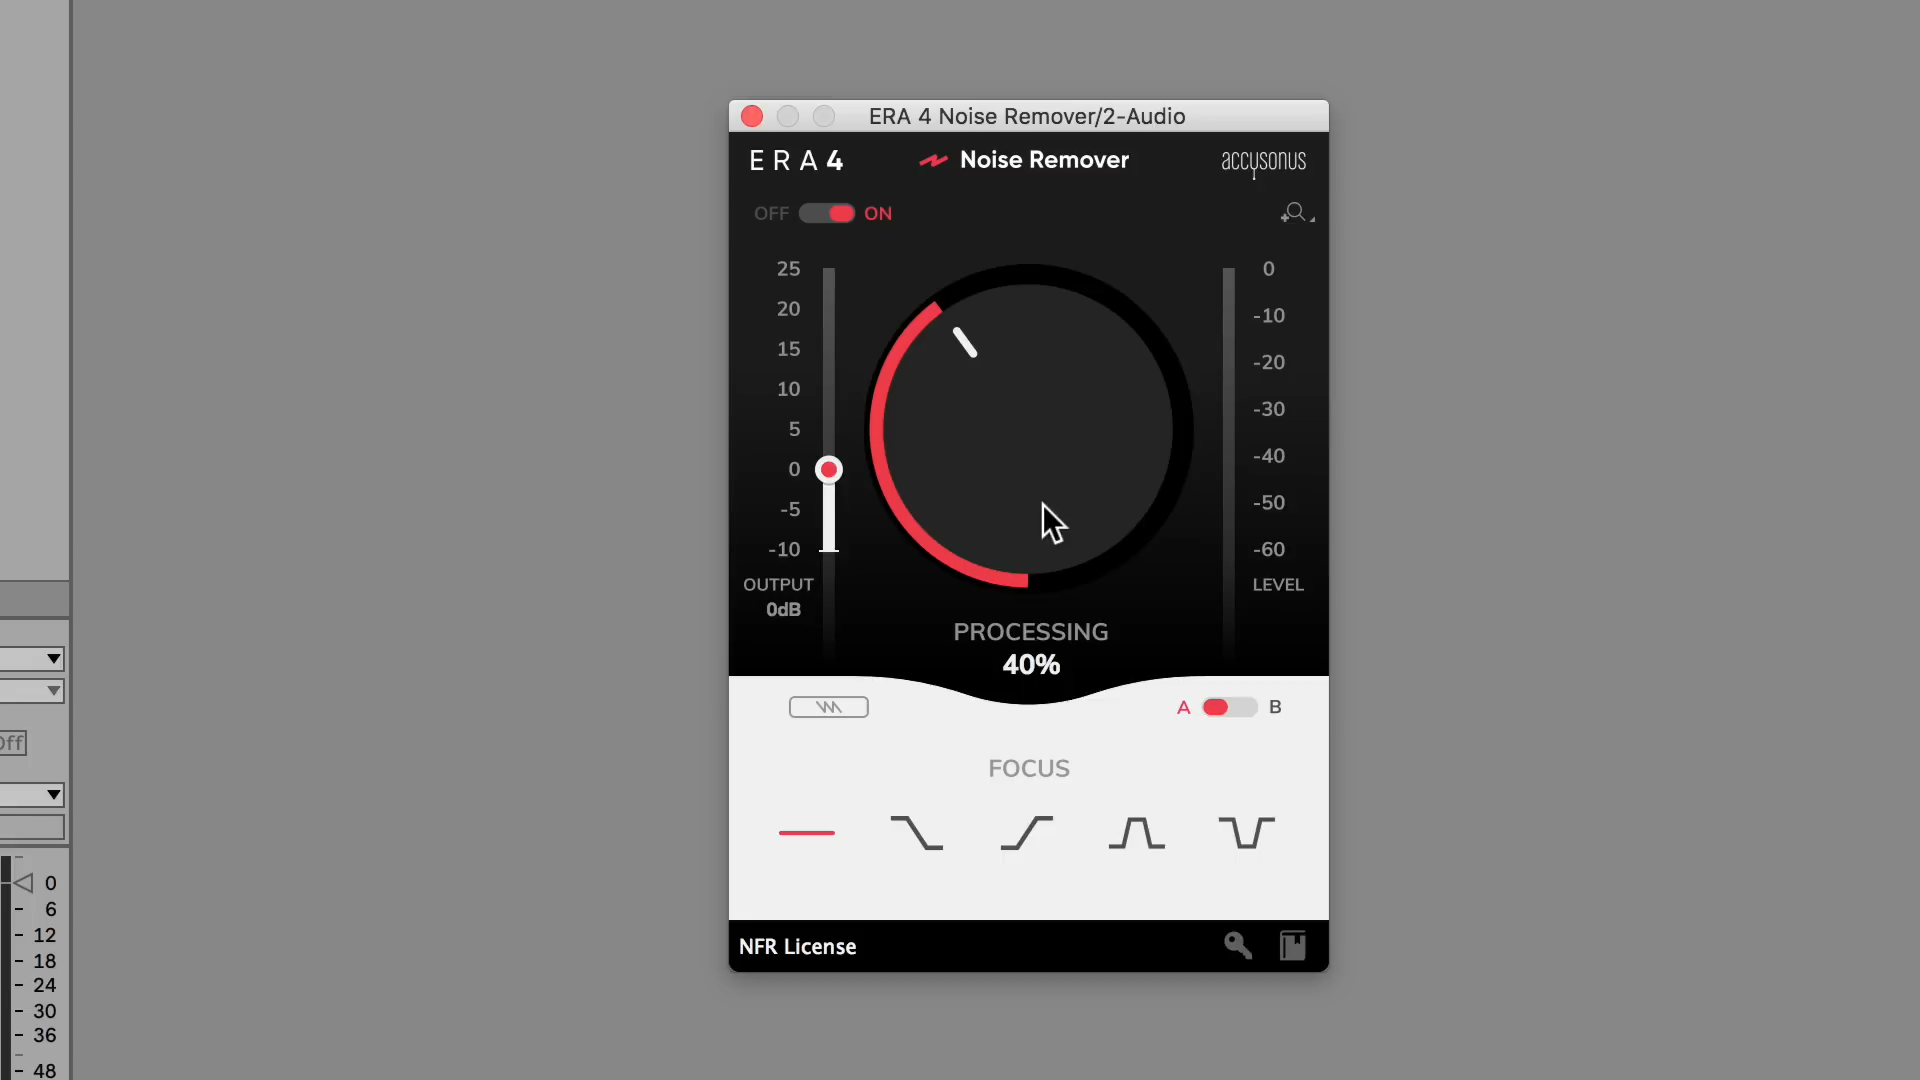 ERA 4 Noise Remover/2-Audio
ERA4
Noise Remover
accusonus
OFF
ON
25
20
15
10
5
0
-5
-10
OUTPUT
0dB
0
-10
-20
-30
-40
-50
-60
LEVEL
PROCESSING
40%
A
B
FOCUS
NFR License
Off
0
6
12
18
24
30
36
48